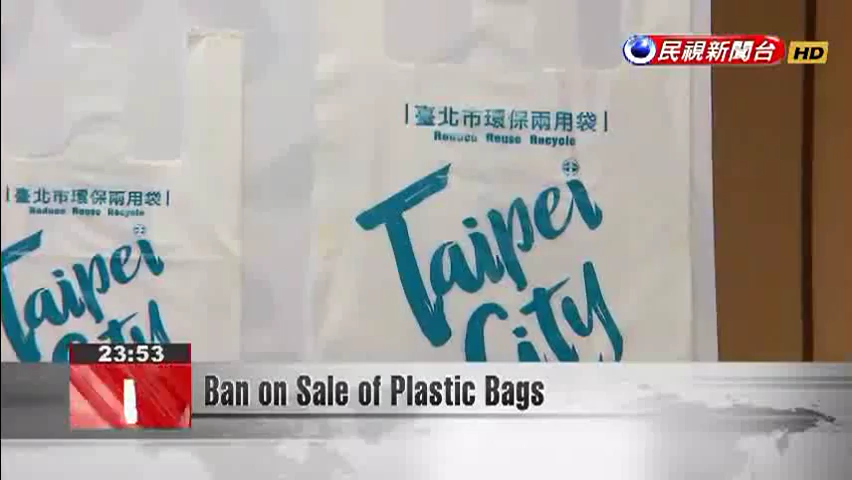 民視新聞台 HD
臺北市環保兩用袋
Reduce Reuse Recycle
Taipei
City
臺北市環保兩用袋
Reduce Reuse Recycle
Taipei
City
23:53
Ban on Sale of Plastic Bags